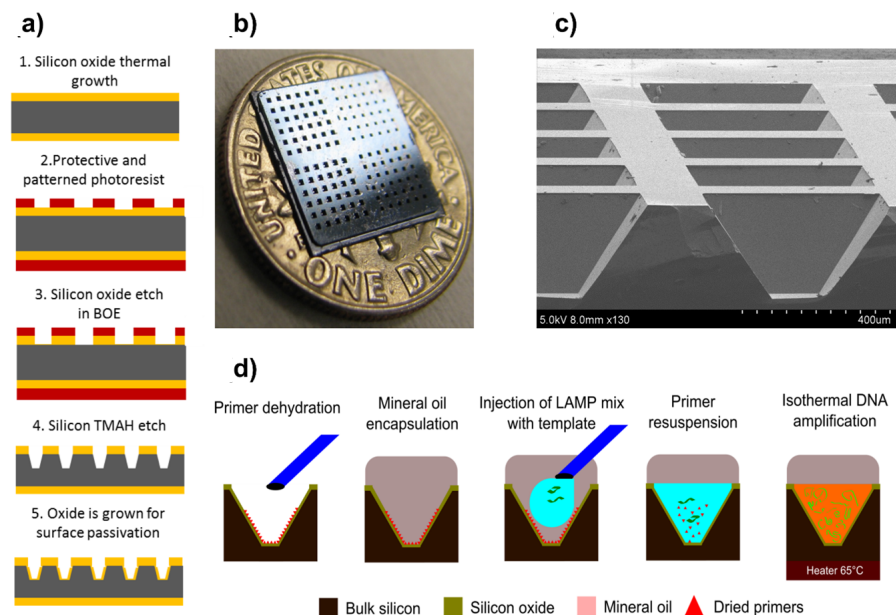 a)
1. Silicon oxide thermal
growth
2.Protective and
patterned photoresist
3. Silicon oxide etch
in BOE
4. Silicon TMAH etch
5. Oxide is grown for
surface passivation
b)
UNITED STATES OF AMERICA
· ONE DIME ·
c)
5.0kV 8.0mm x130
400um
d)
Primer dehydration
Mineral oil
encapsulation
Injection of LAMP mix
with template
Primer
resuspension
Isothermal DNA
amplification
Heater 65°C
Bulk silicon
Silicon oxide
Mineral oil
Dried primers